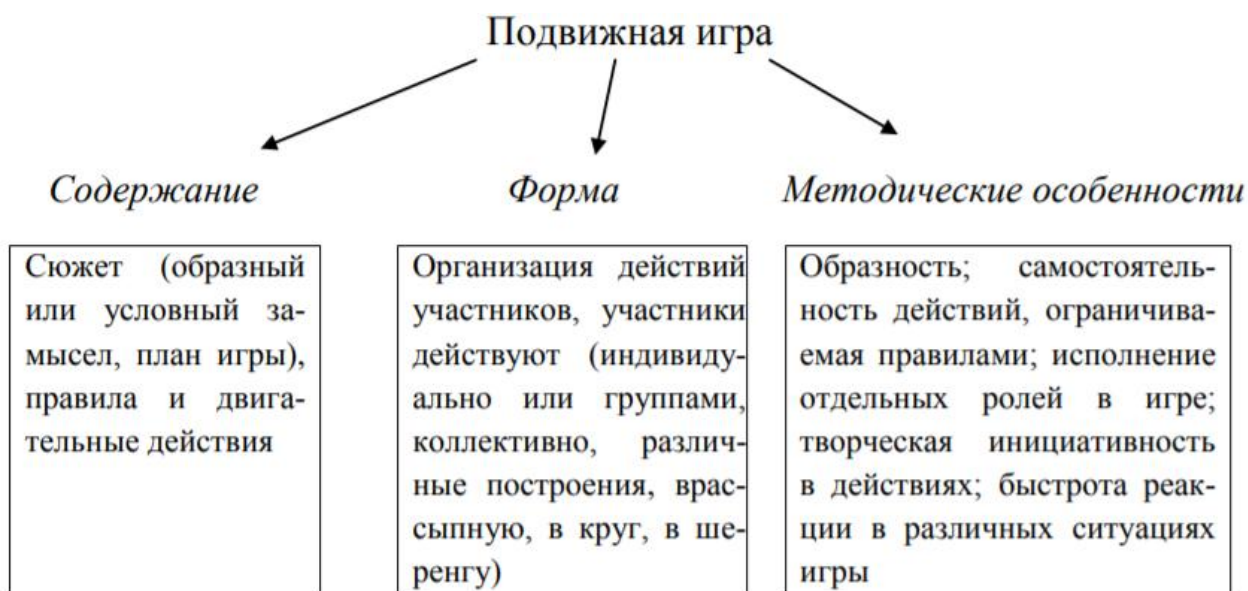 Подвижная игра
Содержание
Форма
Методические особенности
Сюжет (образный
или условный за-
мысел, план игры),
правила и двига-
тельные действия
Организация действий
участников, участники
действуют (индивиду-
ально или группами,
коллективно, различ-
ные построения, врас-
сыпную, в круг, в ше-
ренгу)
Образность; самостоятель-
ность действий, ограничива-
емая правилами; исполнение
отдельных ролей в игре;
творческая инициативность
в действиях; быстрота реак-
ции в различных ситуациях
игры